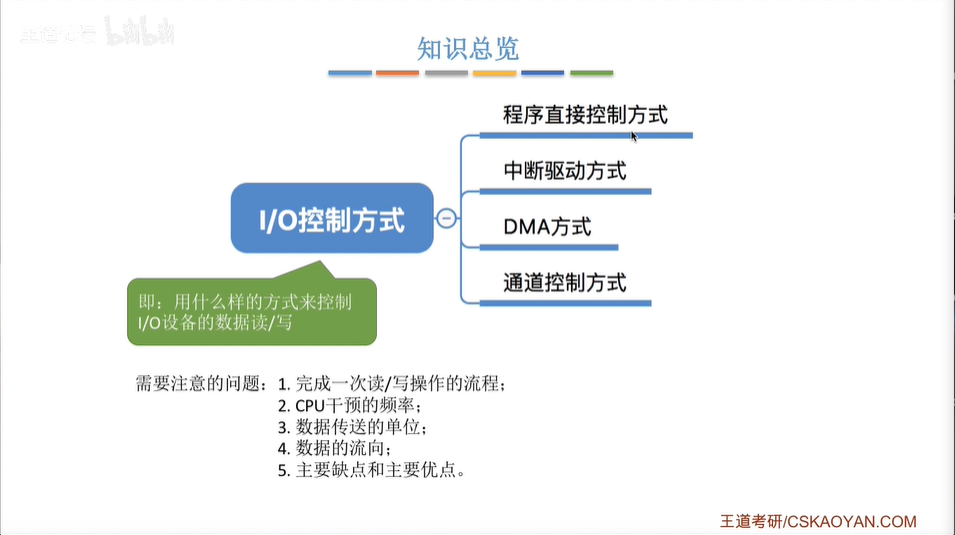 知识总览
程序直接控制方式
中断驱动方式
I/O控制方式
DMA方式
通道控制方式
即：用什么样的方式来控制
I/O设备的数据读/写
需要注意的问题：1. 完成一次读/写操作的流程；
2. CPU干预的频率；
3. 数据传送的单位；
4. 数据的流向；
5. 主要缺点和主要优点。
王道考研/CSKAOYAN.COM
bilibili